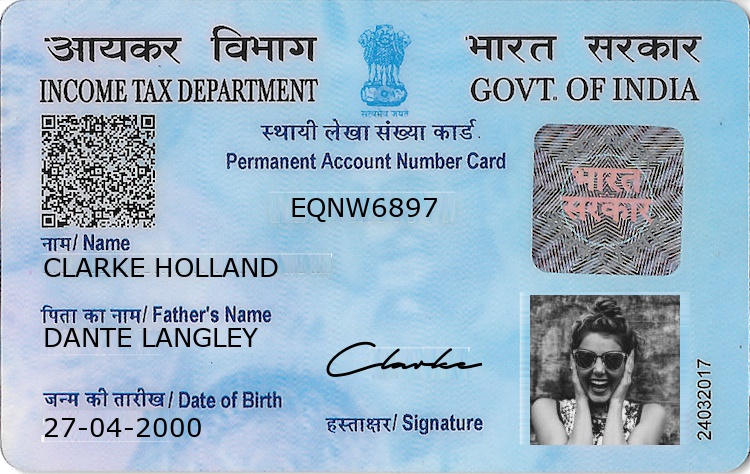 आयकर विभाग
भारत सरकार
INCOME TAX DEPARTMENT
GOVT. OF INDIA
सत्यमेव जयते
स्थायी लेखा संख्या कार्ड
Permanent Account Number Card
EQNW6897
भारत
सरकार
नाम/ Name
CLARKE HOLLAND
पिता का नाम/ Father's Name
DANTE LANGLEY
Clarke
जन्म की तारीख / Date of Birth
27-04-2000
हस्ताक्षर/ Signature
24032017